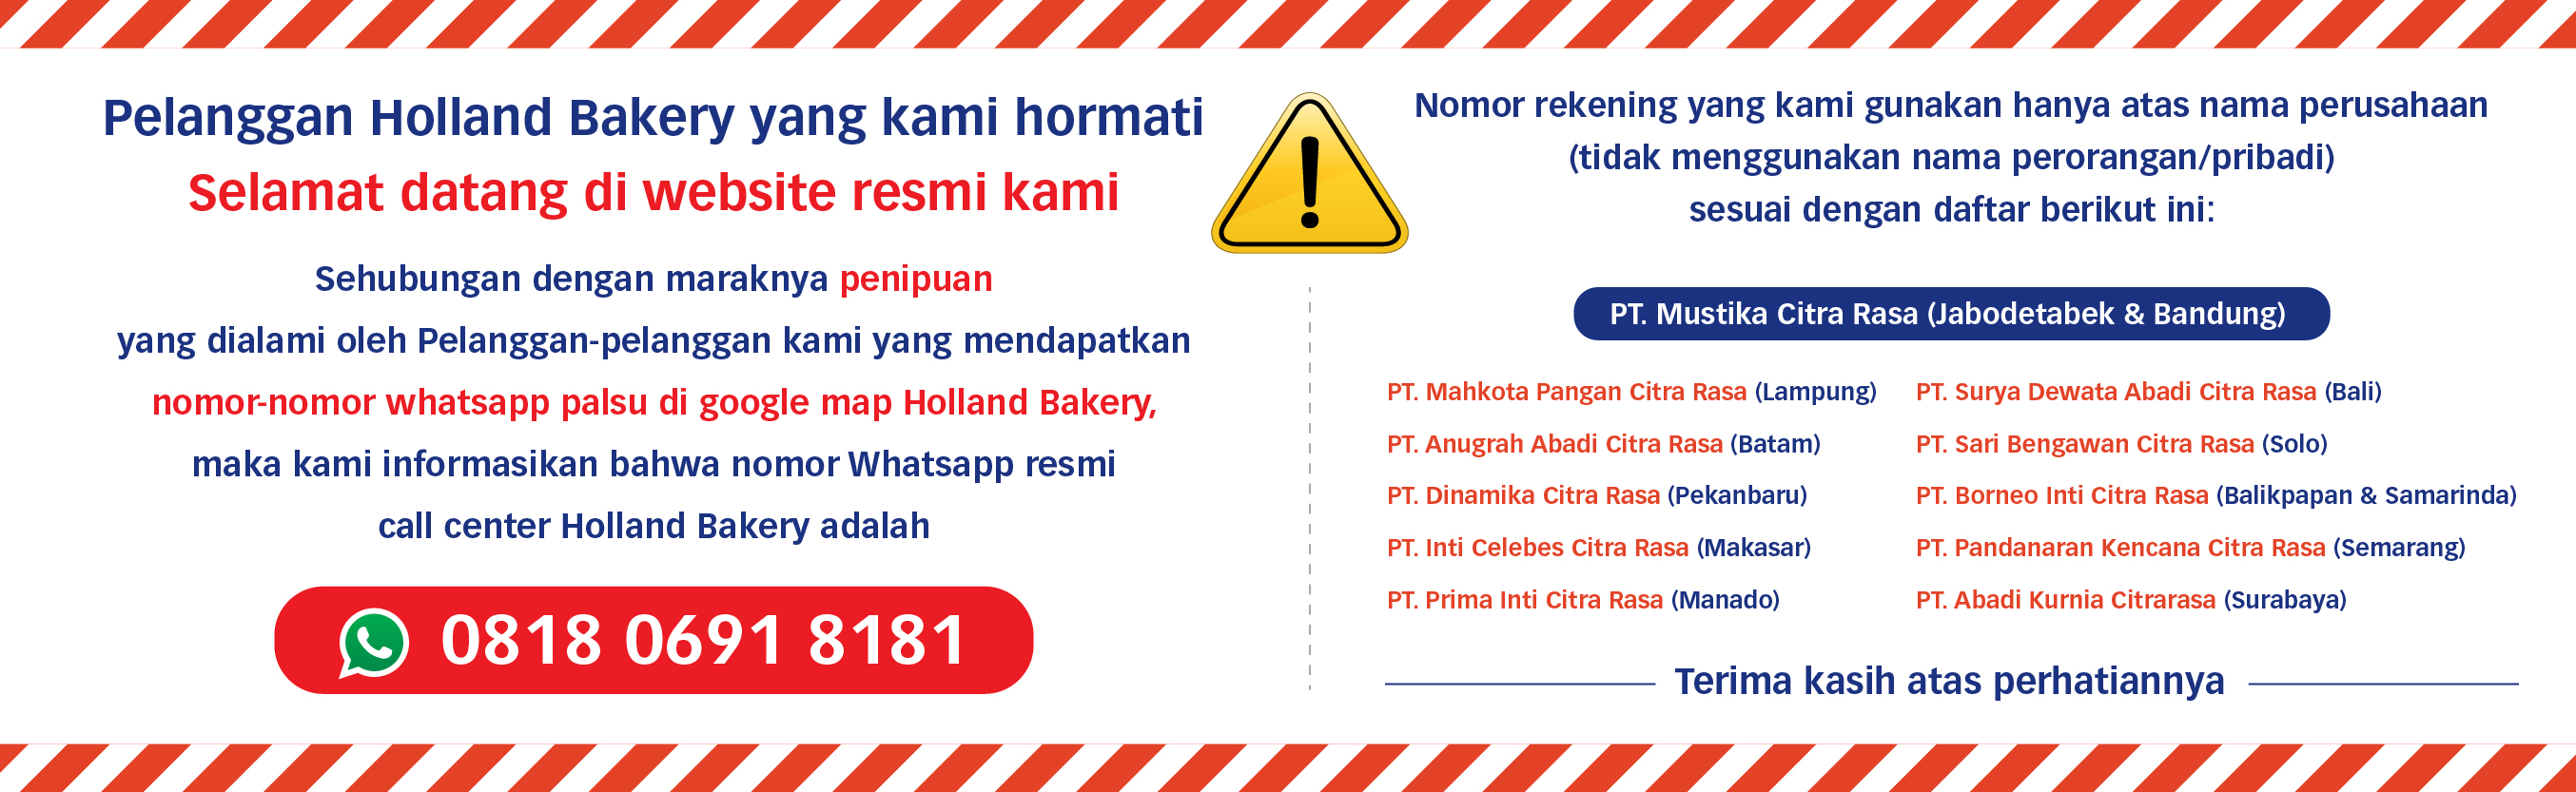 Pelanggan Holland Bakery yang kami hormati
Selamat datang di website resmi kami
Sehubungan dengan maraknya penipuan
yang dialami oleh Pelanggan-pelanggan kami yang mendapatkan
nomor-nomor whatsapp palsu di google map Holland Bakery,
maka kami informasikan bahwa nomor Whatsapp resmi
call center Holland Bakery adalah
0818 0691 8181
Nomor rekening yang kami gunakan hanya atas nama perusahaan
(tidak menggunakan nama perorangan/pribadi)
sesuai dengan daftar berikut ini:
PT. Mustika Citra Rasa (Jabodetabek & Bandung)
PT. Mahkota Pangan Citra Rasa (Lampung)
PT. Anugrah Abadi Citra Rasa (Batam)
PT. Dinamika Citra Rasa (Pekanbaru)
PT. Inti Celebes Citra Rasa (Makasar)
PT. Prima Inti Citra Rasa (Manado)
PT. Surya Dewata Abadi Citra Rasa (Bali)
PT. Sari Bengawan Citra Rasa (Solo)
PT. Borneo Inti Citra Rasa (Balikpapan & Samarinda)
PT. Pandanaran Kencana Citra Rasa (Semarang)
PT. Abadi Kurnia Citrarasa (Surabaya)
Terima kasih atas perhatiannya